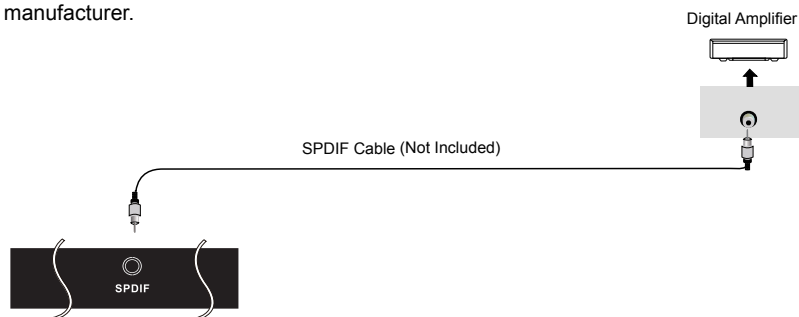 manufacturer.
Digital Amplifier
SPDIF Cable (Not Included)
SPDIF